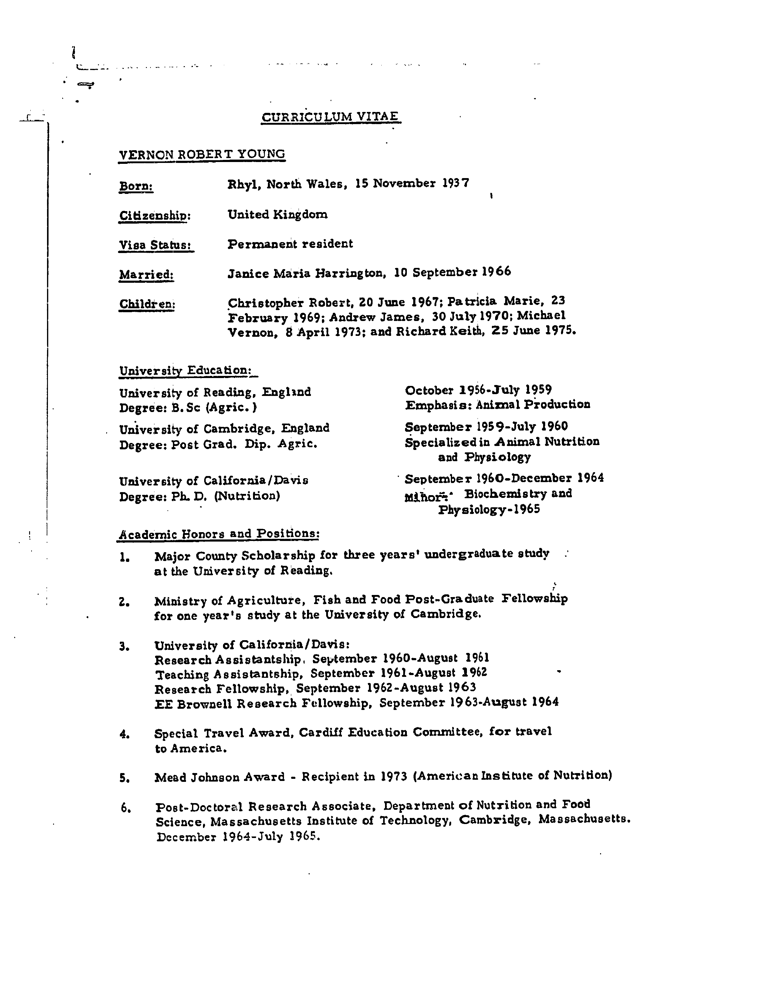 CURRICULUM VITAE
VERNON ROBERT YOUNG
Born: Rhyl, North Wales, 15 November 1937
Citizenship: United Kingdom
Visa Status: Permanent resident
Married: Janice Maria Harrington, 10 September 1966
Children: Christopher Robert, 20 June 1967; Patricia Marie, 23
February 1969; Andrew James, 30 July 1970; Michael
Vernon, 8 April 1973; and Richard Keith, 25 June 1975.
University Education:
University of Reading, England October 1956-July 1959
Degree: B.Sc (Agric.) Emphasis: Animal Production
University of Cambridge, England September 1959-July 1960
Degree: Post Grad. Dip. Agric. Specialized in Animal Nutrition
and Physiology
University of California/Davis September 1960-December 1964
Degree: Ph.D. (Nutrition) Minor: Biochemistry and
Physiology-1965
Academic Honors and Positions:
1. Major County Scholarship for three years' undergraduate study
at the University of Reading.
2. Ministry of Agriculture, Fish and Food Post-Graduate Fellowship
for one year's study at the University of Cambridge.
3. University of California/Davis:
Research Assistantship, September 1960-August 1961
Teaching Assistantship, September 1961-August 1962
Research Fellowship, September 1962-August 1963
EE Brownell Research Fellowship, September 1963-August 1964
4. Special Travel Award, Cardiff Education Committee, for travel
to America.
5. Mead Johnson Award - Recipient in 1973 (American Institute of Nutrition)
6. Post-Doctoral Research Associate, Department of Nutrition and Food
Science, Massachusetts Institute of Technology, Cambridge, Massachusetts.
December 1964-July 1965.